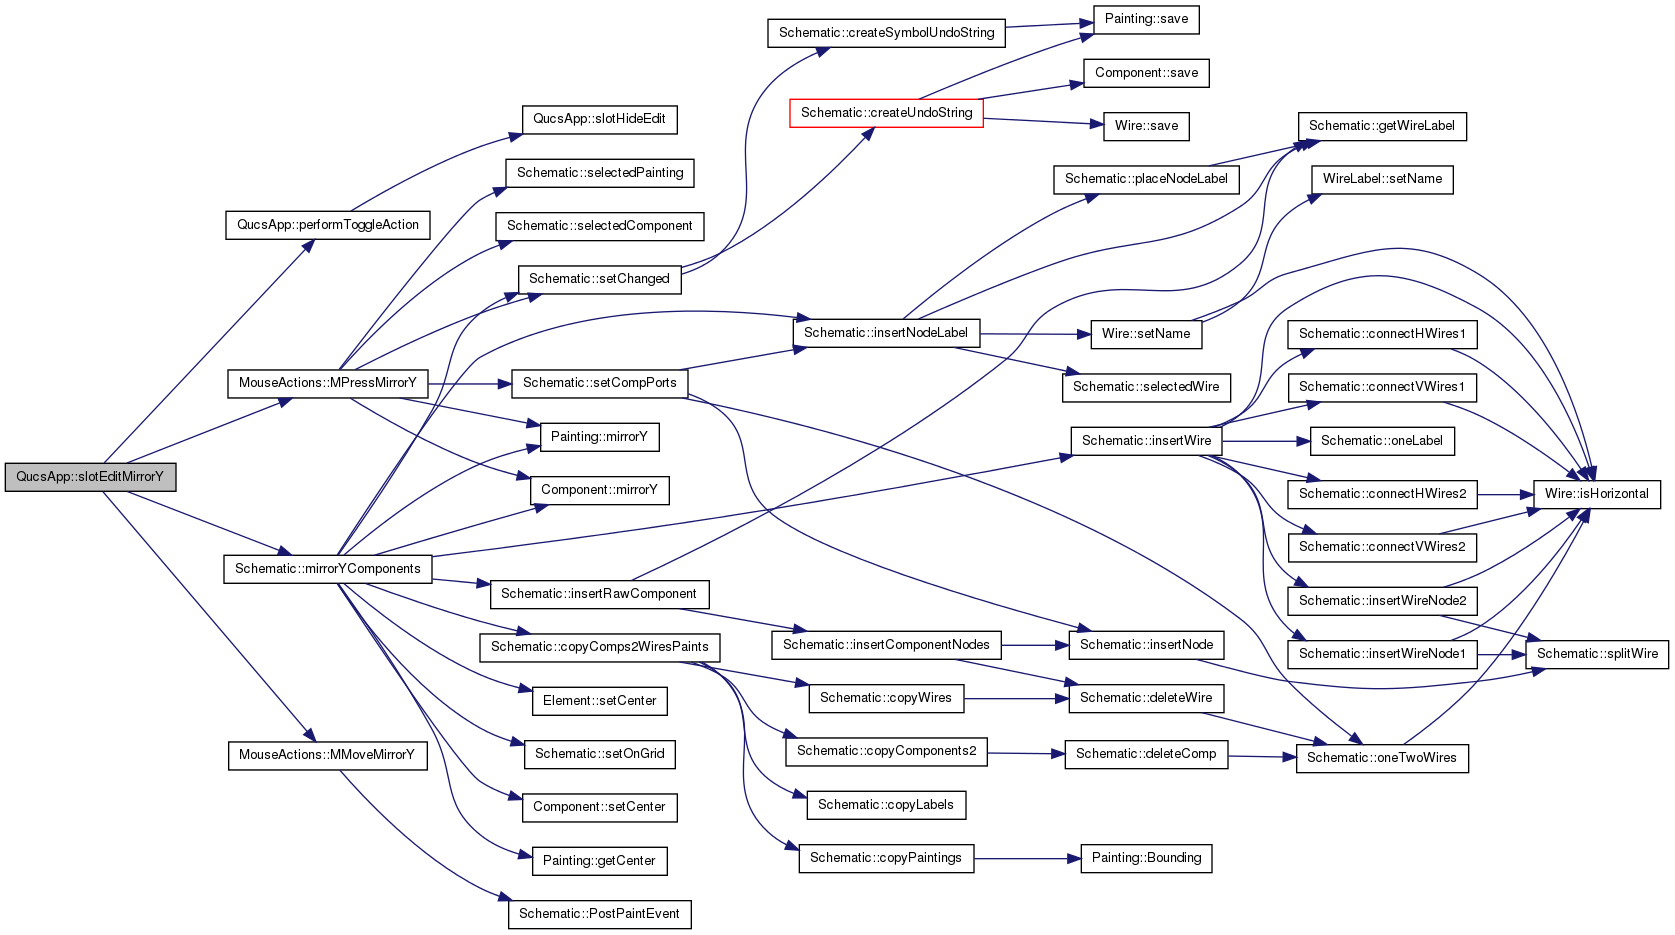 QucsApp::slotEditMirrorY
QucsApp::performToggleAction
MouseActions::MPressMirrorY
Schematic::mirrorYComponents
MouseActions::MMoveMirrorY
QucsApp::slotHideEdit
Schematic::selectedPainting
Schematic::selectedComponent
Schematic::setChanged
Schematic::setCompPorts
Painting::mirrorY
Component::mirrorY
Schematic::insertRawComponent
Schematic::copyComps2WiresPaints
Element::setCenter
Schematic::setOnGrid
Component::setCenter
Painting::getCenter
Schematic::PostPaintEvent
Schematic::createSymbolUndoString
Schematic::createUndoString
Schematic::insertNodeLabel
Schematic::insertComponentNodes
Schematic::copyWires
Schematic::copyComponents2
Schematic::copyLabels
Schematic::copyPaintings
Painting::save
Component::save
Wire::save
Schematic::placeNodeLabel
Wire::setName
Schematic::selectedWire
Schematic::insertWire
Schematic::insertNode
Schematic::deleteWire
Schematic::deleteComp
Painting::Bounding
Schematic::getWireLabel
WireLabel::setName
Schematic::connectHWires1
Schematic::connectVWires1
Schematic::oneLabel
Schematic::connectHWires2
Schematic::connectVWires2
Schematic::insertWireNode2
Schematic::insertWireNode1
Schematic::oneTwoWires
Wire::isHorizontal
Schematic::splitWire